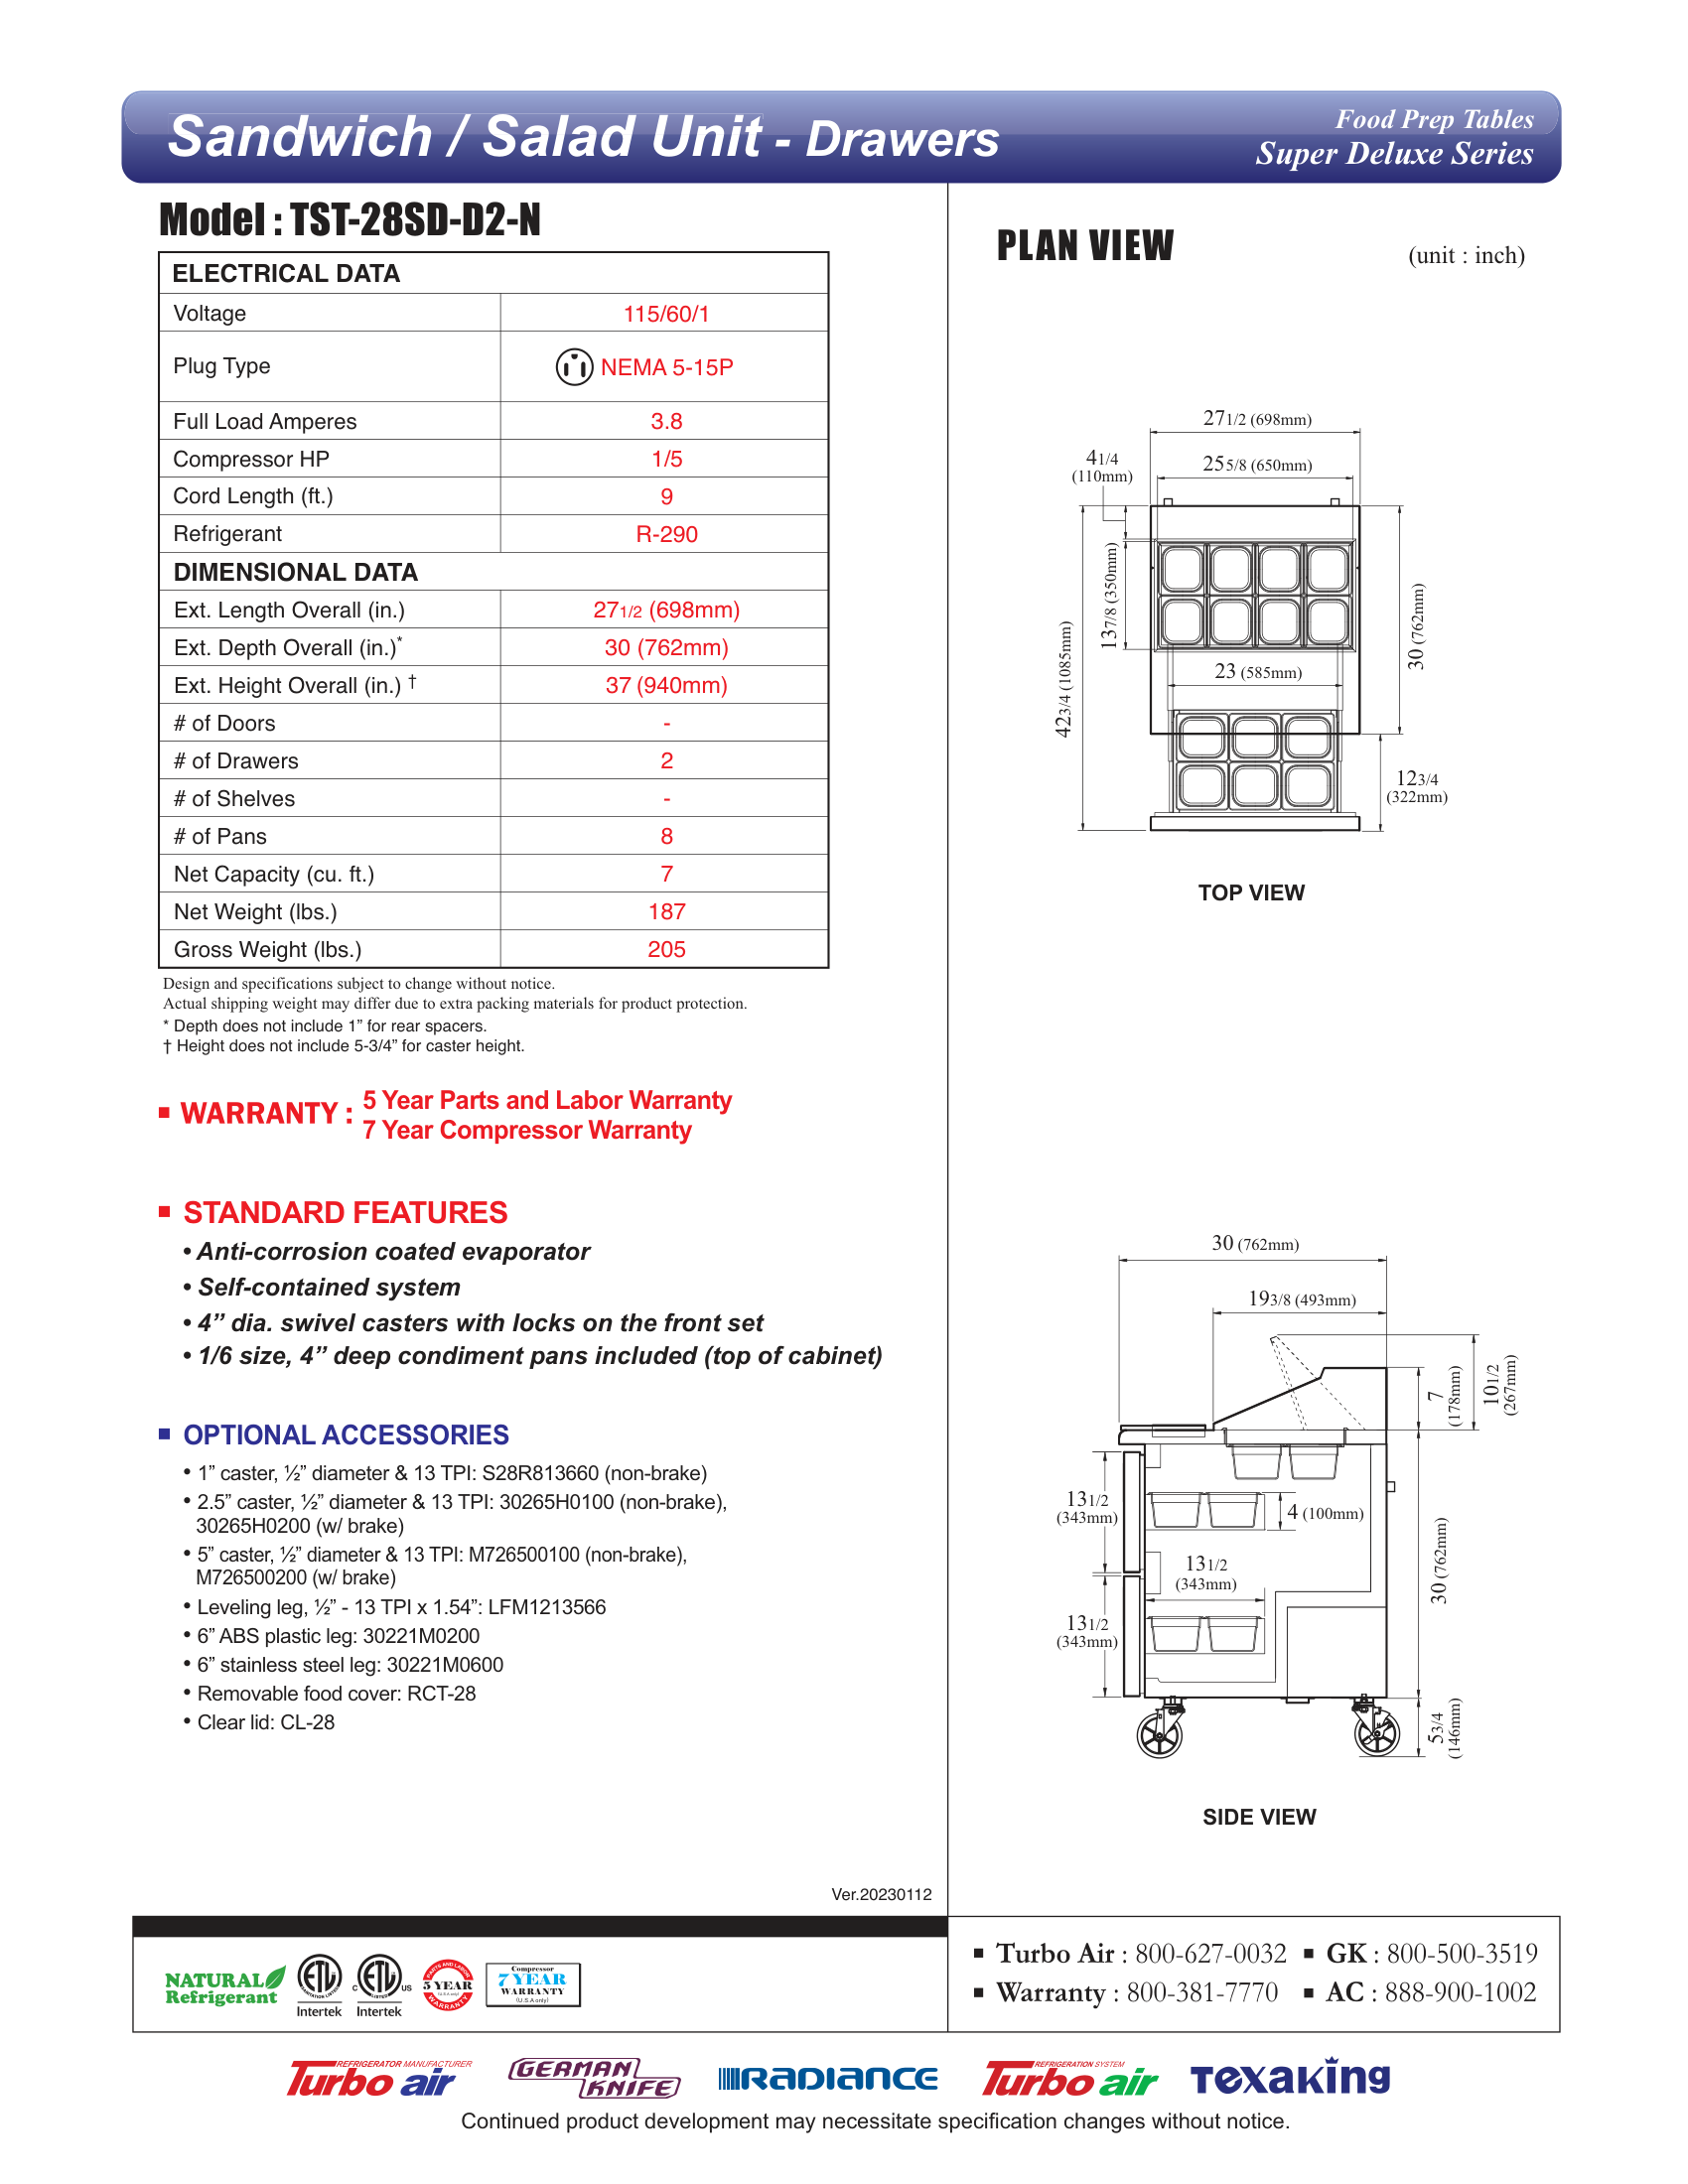 Sandwich / Salad Unit - Drawers
Food Prep Tables
Super Deluxe Series
Model : TST-28SD-D2-N
ELECTRICAL DATA
Voltage 115/60/1
Plug Type NEMA 5-15P
Full Load Amperes 3.8
Compressor HP 1/5
Cord Length (ft.) 9
Refrigerant R-290
DIMENSIONAL DATA
Ext. Length Overall (in.) 27 1/2 (698mm)
Ext. Depth Overall (in.)* 30 (762mm)
Ext. Height Overall (in.) † 37 (940mm)
# of Doors -
# of Drawers 2
# of Shelves -
# of Pans 8
Net Capacity (cu. ft.) 7
Net Weight (lbs.) 187
Gross Weight (lbs.) 205
Design and specifications subject to change without notice.
Actual shipping weight may differ due to extra packing materials for product protection.
* Depth does not include 1” for rear spacers.
† Height does not include 5-3/4” for caster height.
WARRANTY : 5 Year Parts and Labor Warranty
7 Year Compressor Warranty
STANDARD FEATURES
• Anti-corrosion coated evaporator
• Self-contained system
• 4” dia. swivel casters with locks on the front set
• 1/6 size, 4” deep condiment pans included (top of cabinet)
OPTIONAL ACCESSORIES
• 1” caster, ½” diameter & 13 TPI: S28R813660 (non-brake)
• 2.5” caster, ½” diameter & 13 TPI: 30265H0100 (non-brake),
30265H0200 (w/ brake)
• 5” caster, ½” diameter & 13 TPI: M726500100 (non-brake),
M726500200 (w/ brake)
• Leveling leg, ½” - 13 TPI x 1.54”: LFM1213566
• 6” ABS plastic leg: 30221M0200
• 6” stainless steel leg: 30221M0600
• Removable food cover: RCT-28
• Clear lid: CL-28
Ver.20230112
PLAN VIEW
(unit : inch)
27 1/2 (698mm)
4 1/4
(110mm)
25 5/8 (650mm)
13 7/8 (350mm)
42 3/4 (1085mm)
30 (762mm)
23 (585mm)
12 3/4
(322mm)
TOP VIEW
30 (762mm)
19 3/8 (493mm)
7
(178mm)
10 1/2
(267mm)
13 1/2
(343mm)
4 (100mm)
13 1/2
(343mm)
30 (762mm)
13 1/2
(343mm)
5 3/4
(146mm)
SIDE VIEW
NATURAL
Refrigerant
ETL
Intertek
C ETL US
Intertek
PARTS AND LABOR
5 YEAR
WARRANTY
Compressor
7 YEAR
WARRANTY
(U.S.A only)
Turbo Air : 800-627-0032
GK : 800-500-3519
Warranty : 800-381-7770
AC : 888-900-1002
REFRIGERATOR MANUFACTURER
Turbo air
GERMAN
KNIFE
RADIANCE
REFRIGERATION SYSTEM
Turbo air
Texaking
Continued product development may necessitate specification changes without notice.